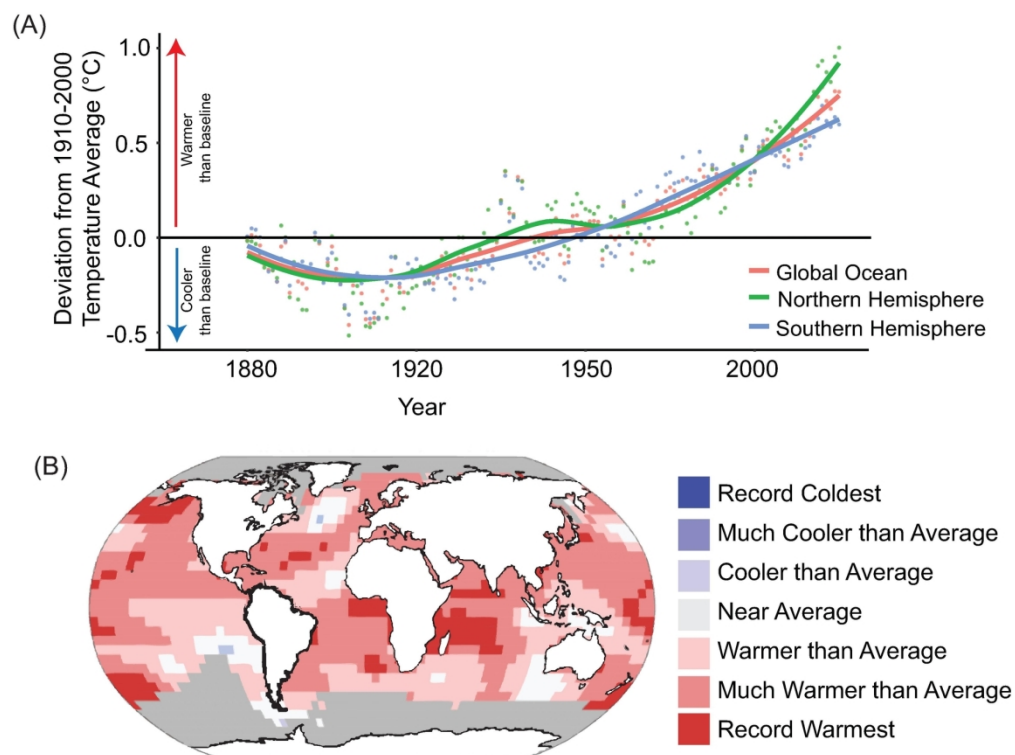 (A)
Deviation from 1910-2000
Temperature Average (°C)
1.0
0.5
0.0
-0.5
Warmer
than baseline
Cooler
than baseline
Global Ocean
Northern Hemisphere
Southern Hemisphere
1880
1920
1950
2000
Year
(B)
Record Coldest
Much Cooler than Average
Cooler than Average
Near Average
Warmer than Average
Much Warmer than Average
Record Warmest